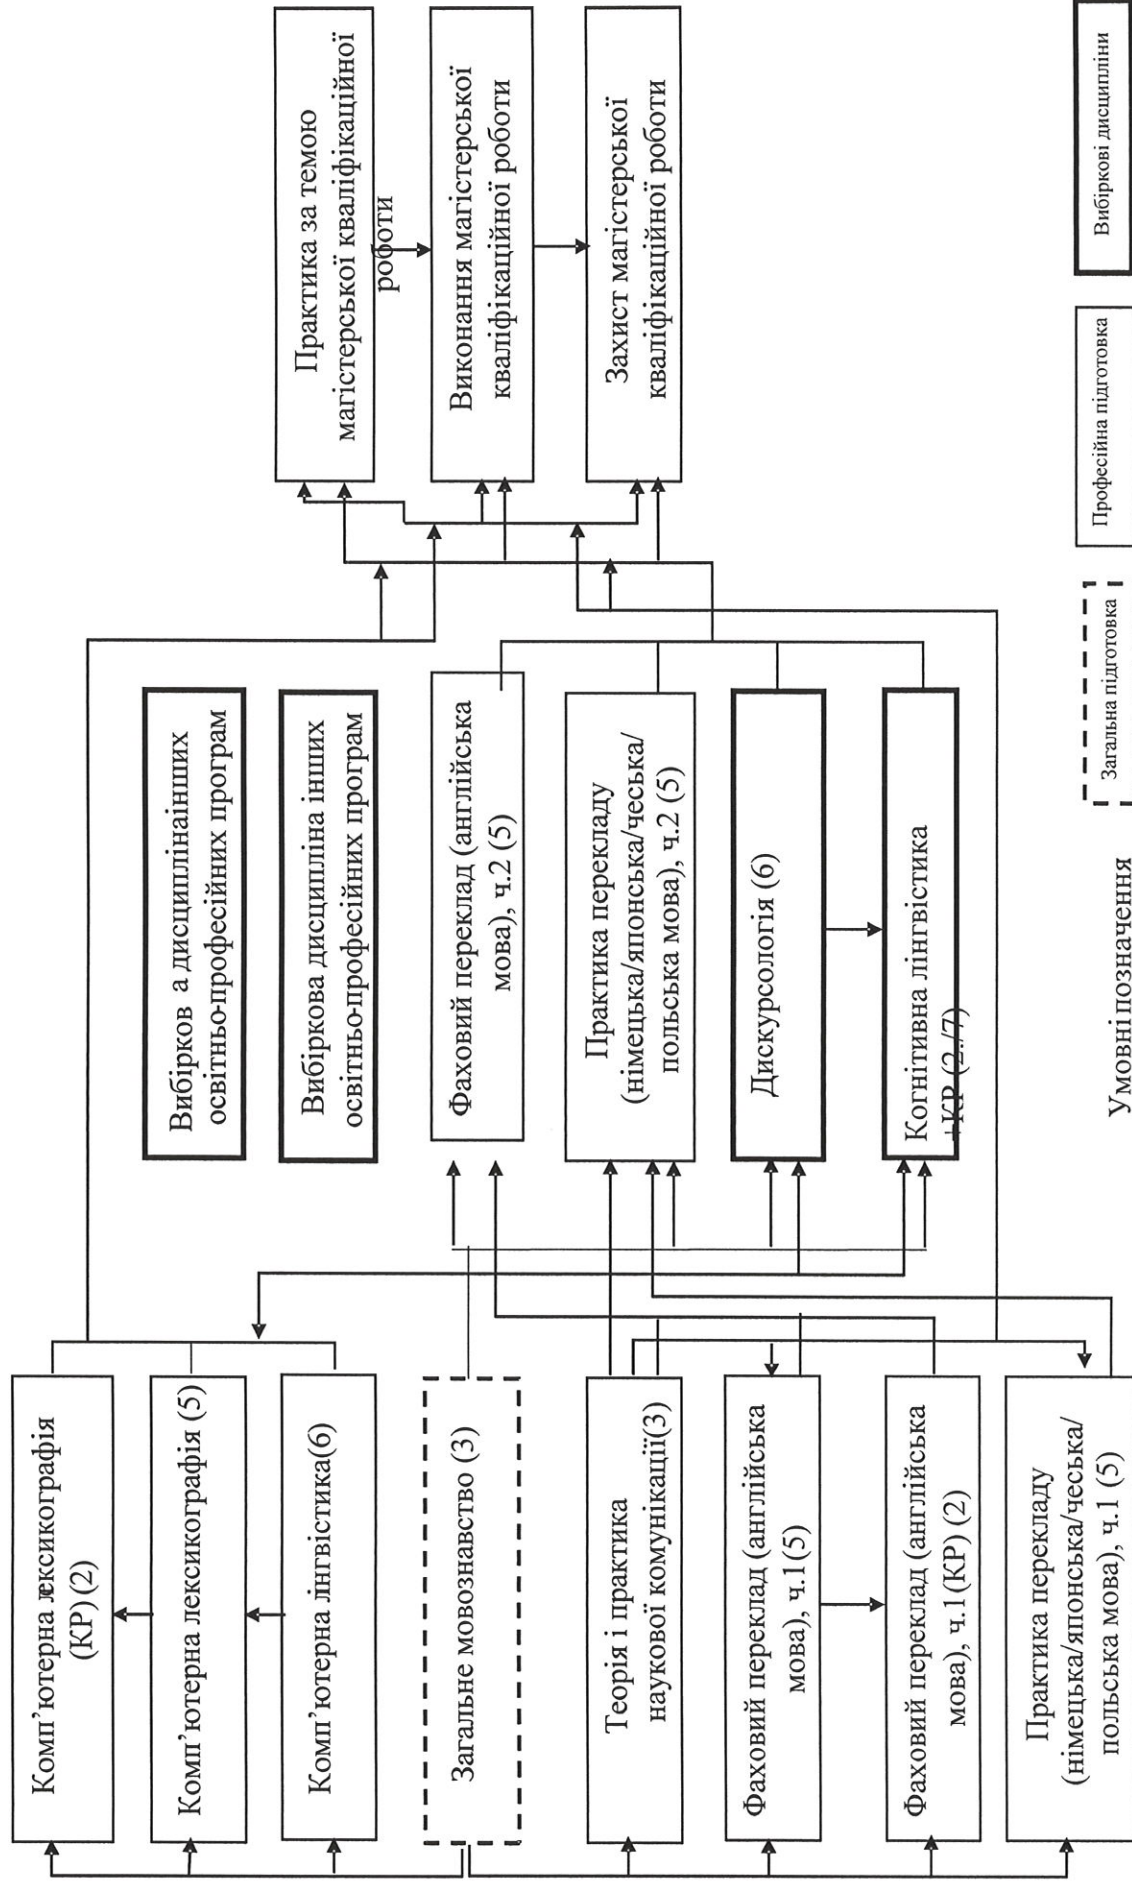 Комп’ютерна лексикографія
(КР) (2)
Комп’ютерна лексикографія (5)
Комп’ютерна лінгвістика(6)
Загальне мовознавство (3)
Теорія і практика
наукової комунікації(3)
Фаховий переклад (англійська
мова), ч.1(5)
Фаховий переклад (англійська
мова), ч.1(КР) (2)
Практика перекладу
(німецька/японська/чеська/
польська мова), ч.1 (5)
Вибірков а дисциплінаінших
освітньо-професійних програм
Вибіркова дисципліна інших
освітньо-професійних програм
Фаховий переклад (англійська
мова), ч.2 (5)
Практика перекладу
(німецька/японська/чеська/
польська мова), ч.2 (5)
Дискурсологія (6)
Когнітивна лінгвістика
+КР (2./7)
Практика за темою
магістерської кваліфікаційної
роботи
Виконання магістерської
кваліфікаційної роботи
Захист магістерської
кваліфікаційної роботи
Умовні позначення
Загальна підготовка
Професійна підготовка
Вибіркові дисципліни